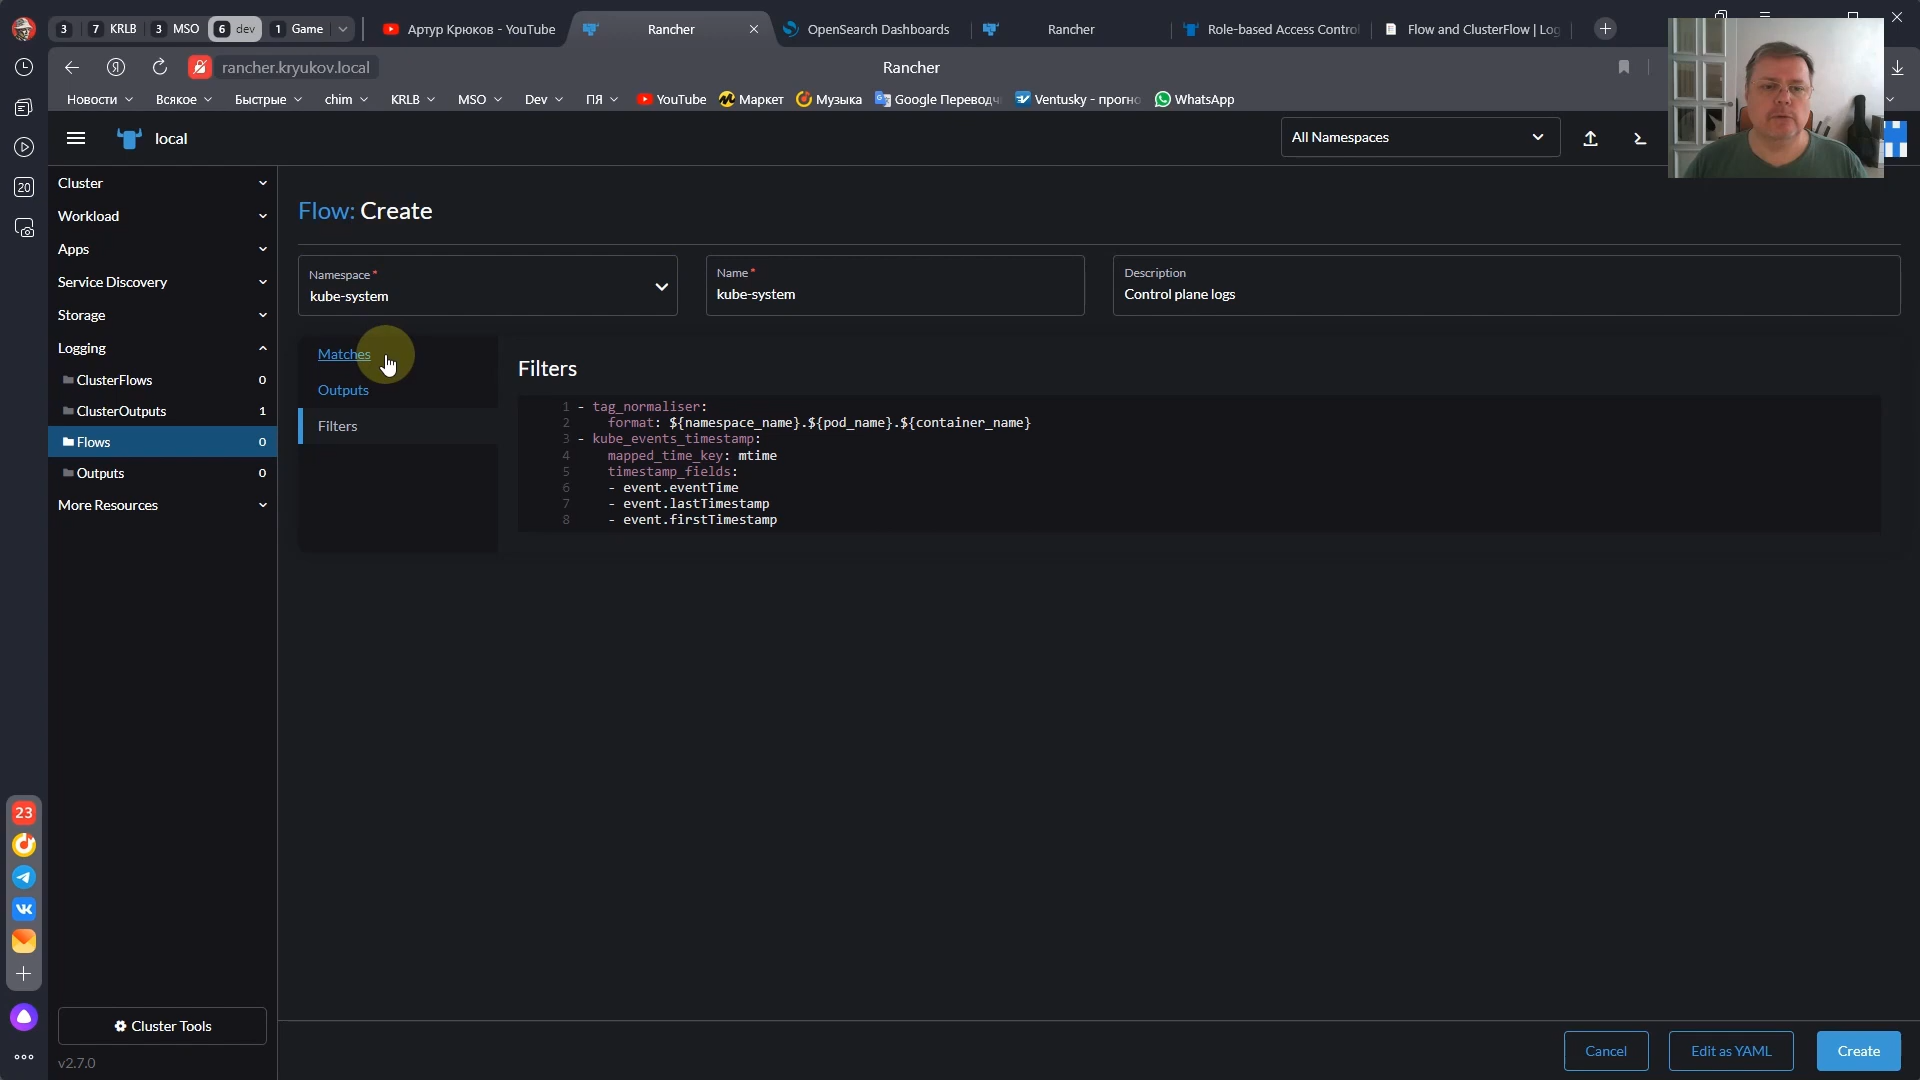 3
7 KRLB
3 MSO
6 dev
1 Game
Артур Крюков - YouTube
Rancher
OpenSearch Dashboards
Rancher
Role-based Access Control
Flow and ClusterFlow | Log
rancher.kryukov.local
Rancher
Новости
Всякое
Быстрые
chim
KRLB
MSO
Dev
ПЯ
YouTube
Маркет
Музыка
Google Переводч
Ventusky - прогно
WhatsApp
20
local
All Namespaces
Cluster
Workload
Apps
Service Discovery
Storage
Logging
ClusterFlows 0
ClusterOutputs 1
Flows 0
Outputs 0
More Resources
Flow: Create
Namespace *
kube-system
Name *
kube-system
Description
Control plane logs
Matches
Outputs
Filters
Filters
1 - tag_normaliser:
2 format: ${namespace_name}.${pod_name}.${container_name}
3 - kube_events_timestamp:
4 mapped_time_key: mtime
5 timestamp_fields:
6 - event.eventTime
7 - event.lastTimestamp
8 - event.firstTimestamp
23
Cluster Tools
v2.7.0
Cancel
Edit as YAML
Create